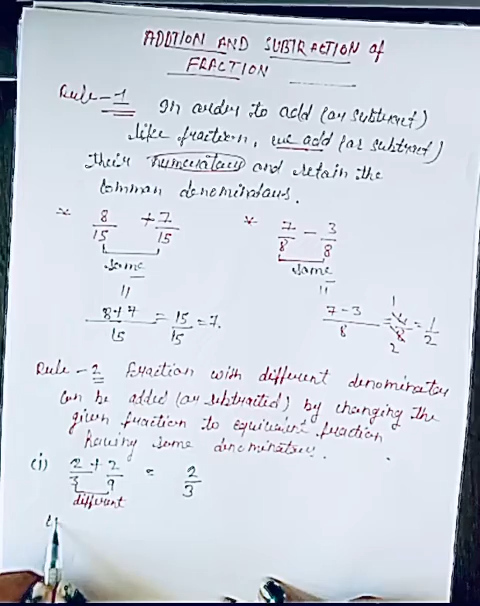 ADDTION AND SUBTRACTION of
FRACTION
Rule-1 In order to add (or subtract)
like fraction, we add (or subtract)
their numerators and retain the
common denominators.
* 8/15 + 7/15 * 7/8 - 3/8
same same
= =
8+7/15 = 15/15 = 1. 7-3/8 = 4/8 = 1/2
Rule-2 Fraction with different denominator
can be added (or subtracted) by changing the
given fraction to equivalent fraction
having same denominators.
(i) 2/3 + 2/9 = 2/3
different